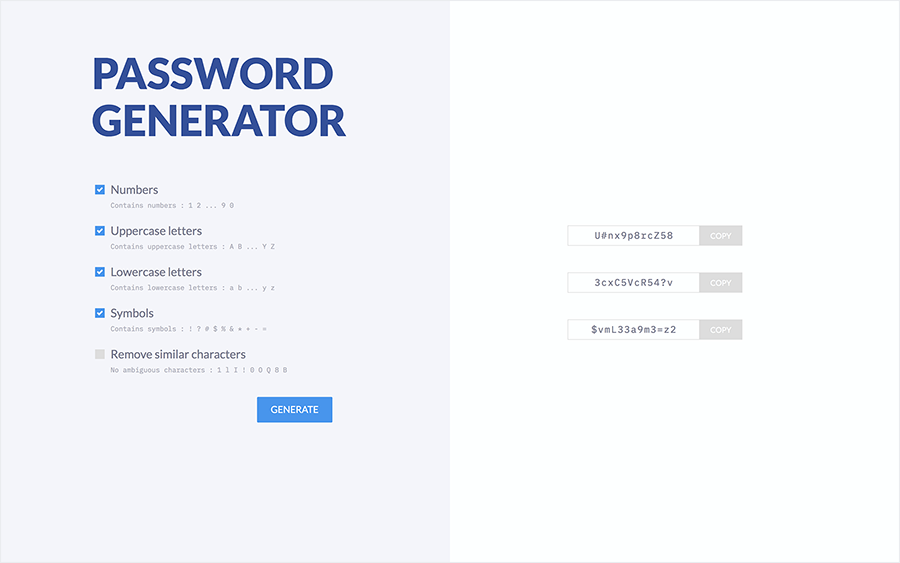 PASSWORD
GENERATOR
Numbers
Contains numbers : 1 2 ... 9 0
Uppercase letters
Contains uppercase letters : A B ... Y Z
Lowercase letters
Contains lowercase letters : a b ... y z
Symbols
Contains symbols : ! ? # $ % & * + - =
Remove similar characters
No ambiguous characters : 1 l I ! 0 O Q 8 B
GENERATE
U#nx9p8rcZ58 COPY
3cxC5VcR54?v COPY
$vmL33a9m3=z2 COPY